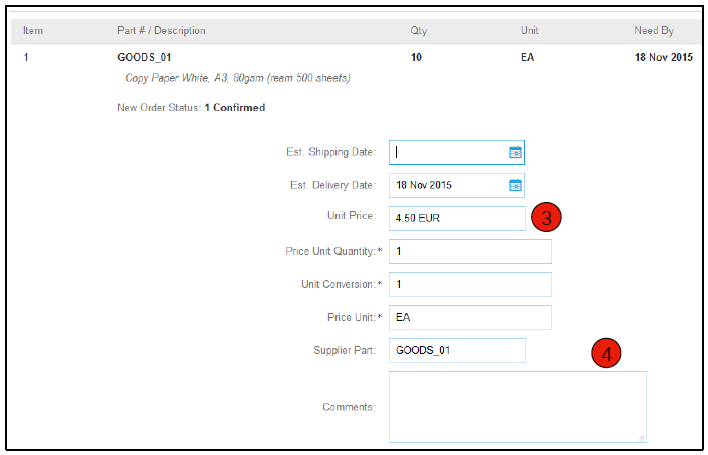 Item Part # / Description Qty Unit Need By
1 GOODS_01 10 EA 18 Nov 2015
Copy Paper White, A3, 80gsm (ream 500 sheets)
New Order Status: 1 Confirmed
Est. Shipping Date:
Est. Delivery Date: 18 Nov 2015
Unit Price: 4.50 EUR 3
Price Unit Quantity:* 1
Unit Conversion:* 1
Price Unit:* EA
Supplier Part: GOODS_01 4
Comments: